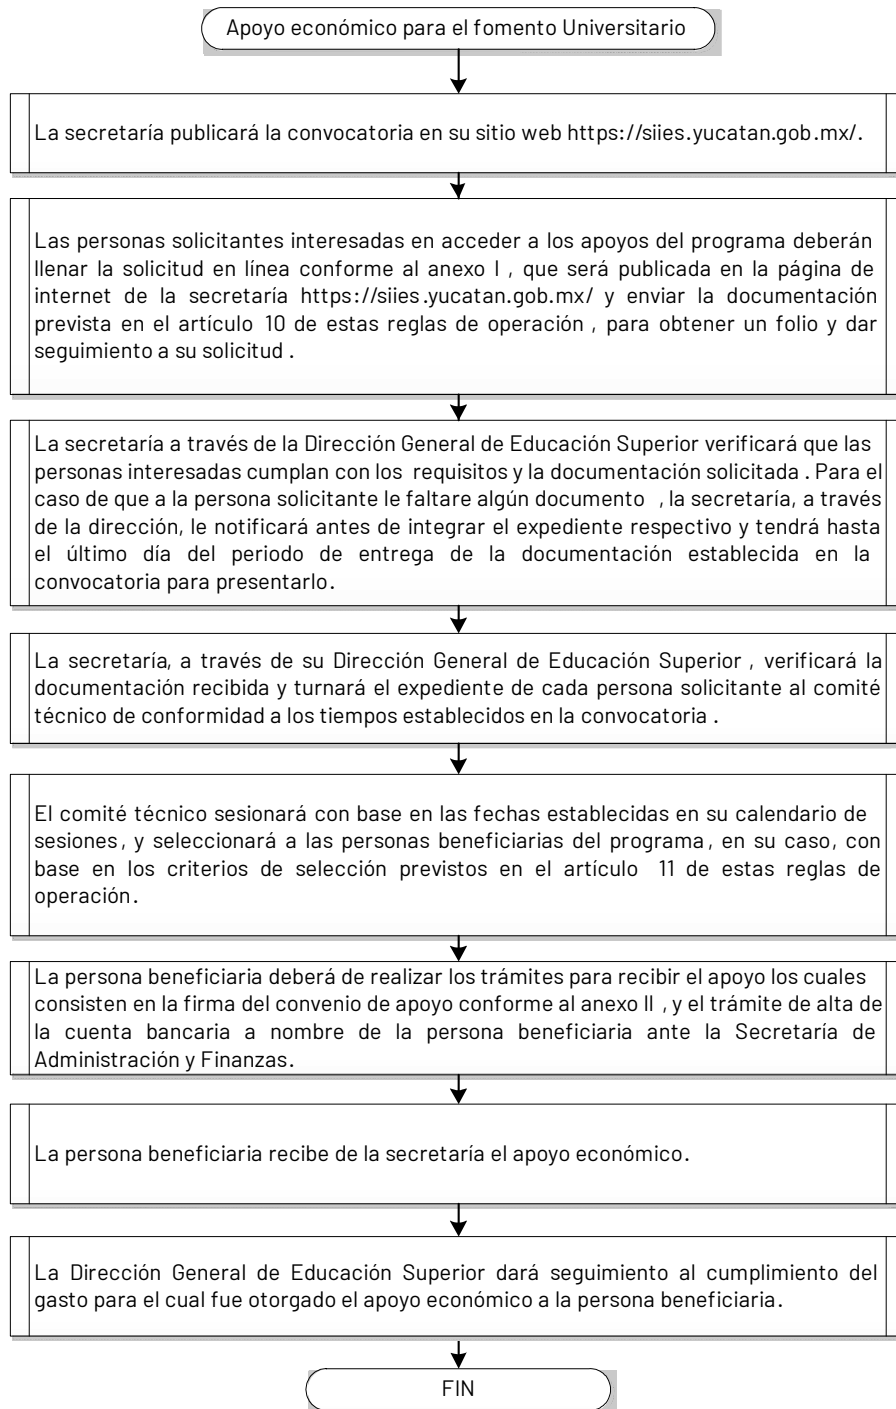 Apoyo económico para el fomento Universitario
La secretaría publicará la convocatoria en su sitio web https://siies.yucatan.gob.mx/.
Las personas solicitantes interesadas en acceder a los apoyos del programa deberán
llenar la solicitud en línea conforme al anexo I , que será publicada en la página de
internet de la secretaría https://siies.yucatan.gob.mx/ y enviar la documentación
prevista en el artículo 10 de estas reglas de operación , para obtener un folio y dar
seguimiento a su solicitud .
La secretaría a través de la Dirección General de Educación Superior verificará que las
personas interesadas cumplan con los requisitos y la documentación solicitada . Para el
caso de que a la persona solicitante le faltare algún documento , la secretaría, a través
de la dirección, le notificará antes de integrar el expediente respectivo y tendrá hasta
el último día del periodo de entrega de la documentación establecida en la
convocatoria para presentarlo.
La secretaría, a través de su Dirección General de Educación Superior , verificará la
documentación recibida y turnará el expediente de cada persona solicitante al comité
técnico de conformidad a los tiempos establecidos en la convocatoria .
El comité técnico sesionará con base en las fechas establecidas en su calendario de
sesiones, y seleccionará a las personas beneficiarias del programa, en su caso, con
base en los criterios de selección previstos en el artículo 11 de estas reglas de
operación.
La persona beneficiaria deberá de realizar los trámites para recibir el apoyo los cuales
consisten en la firma del convenio de apoyo conforme al anexo II , y el trámite de alta de
la cuenta bancaria a nombre de la persona beneficiaria ante la Secretaría de
Administración y Finanzas.
La persona beneficiaria recibe de la secretaría el apoyo económico.
La Dirección General de Educación Superior dará seguimiento al cumplimiento del
gasto para el cual fue otorgado el apoyo económico a la persona beneficiaria.
FIN